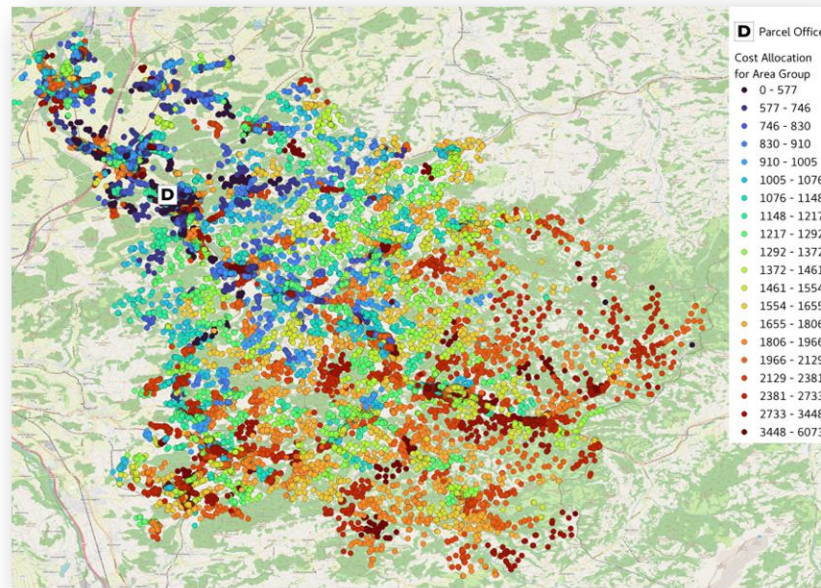 D Parcel Office
Cost Allocation
for Area Group
0 - 577
577 - 746
746 - 830
830 - 910
910 - 1005
1005 - 1076
1076 - 1148
1148 - 1217
1217 - 1292
1292 - 1372
1372 - 1461
1461 - 1554
1554 - 1655
1655 - 1806
1806 - 1966
1966 - 2129
2129 - 2381
2381 - 2733
2733 - 3448
3448 - 6073
D